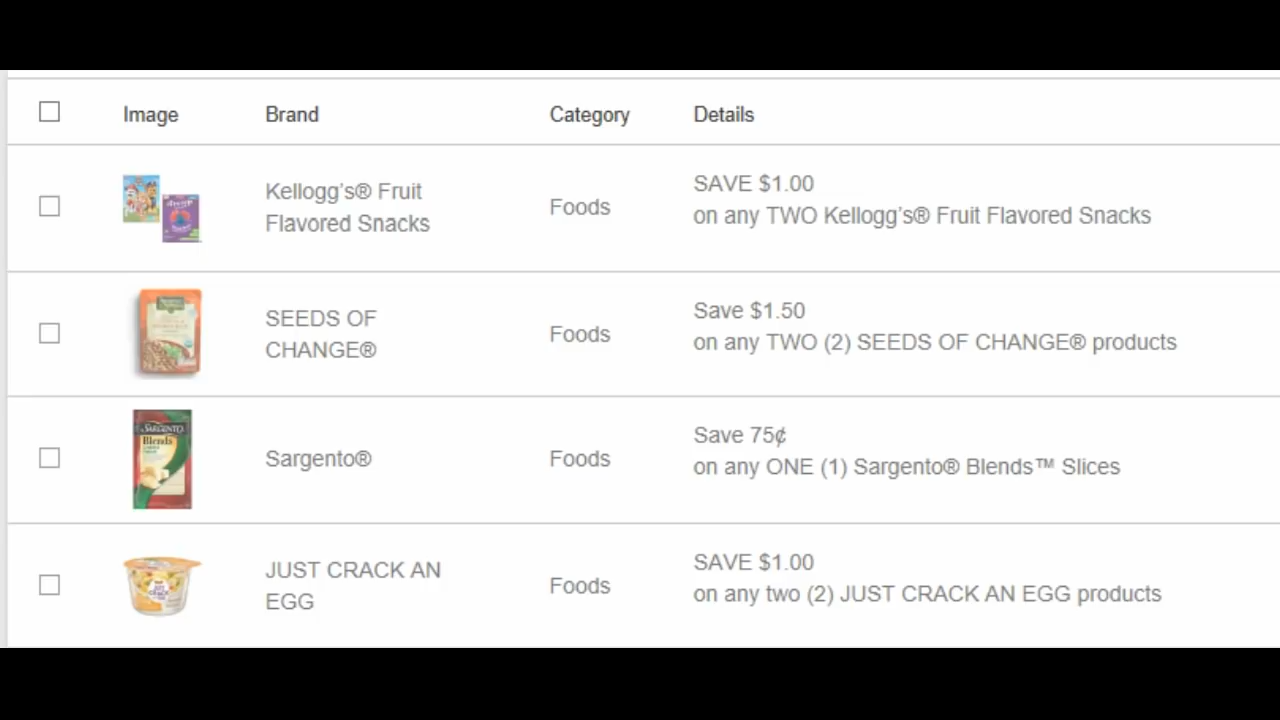 Image Brand Category Details
Kellogg's® Fruit
Flavored Snacks
Foods
SAVE $1.00
on any TWO Kellogg's® Fruit Flavored Snacks
SEEDS OF
CHANGE®
Foods
Save $1.50
on any TWO (2) SEEDS OF CHANGE® products
SARGENTO
Blends
Sargento®
Foods
Save 75¢
on any ONE (1) Sargento® Blends™ Slices
JUST CRACK AN
EGG
Foods
SAVE $1.00
on any two (2) JUST CRACK AN EGG products